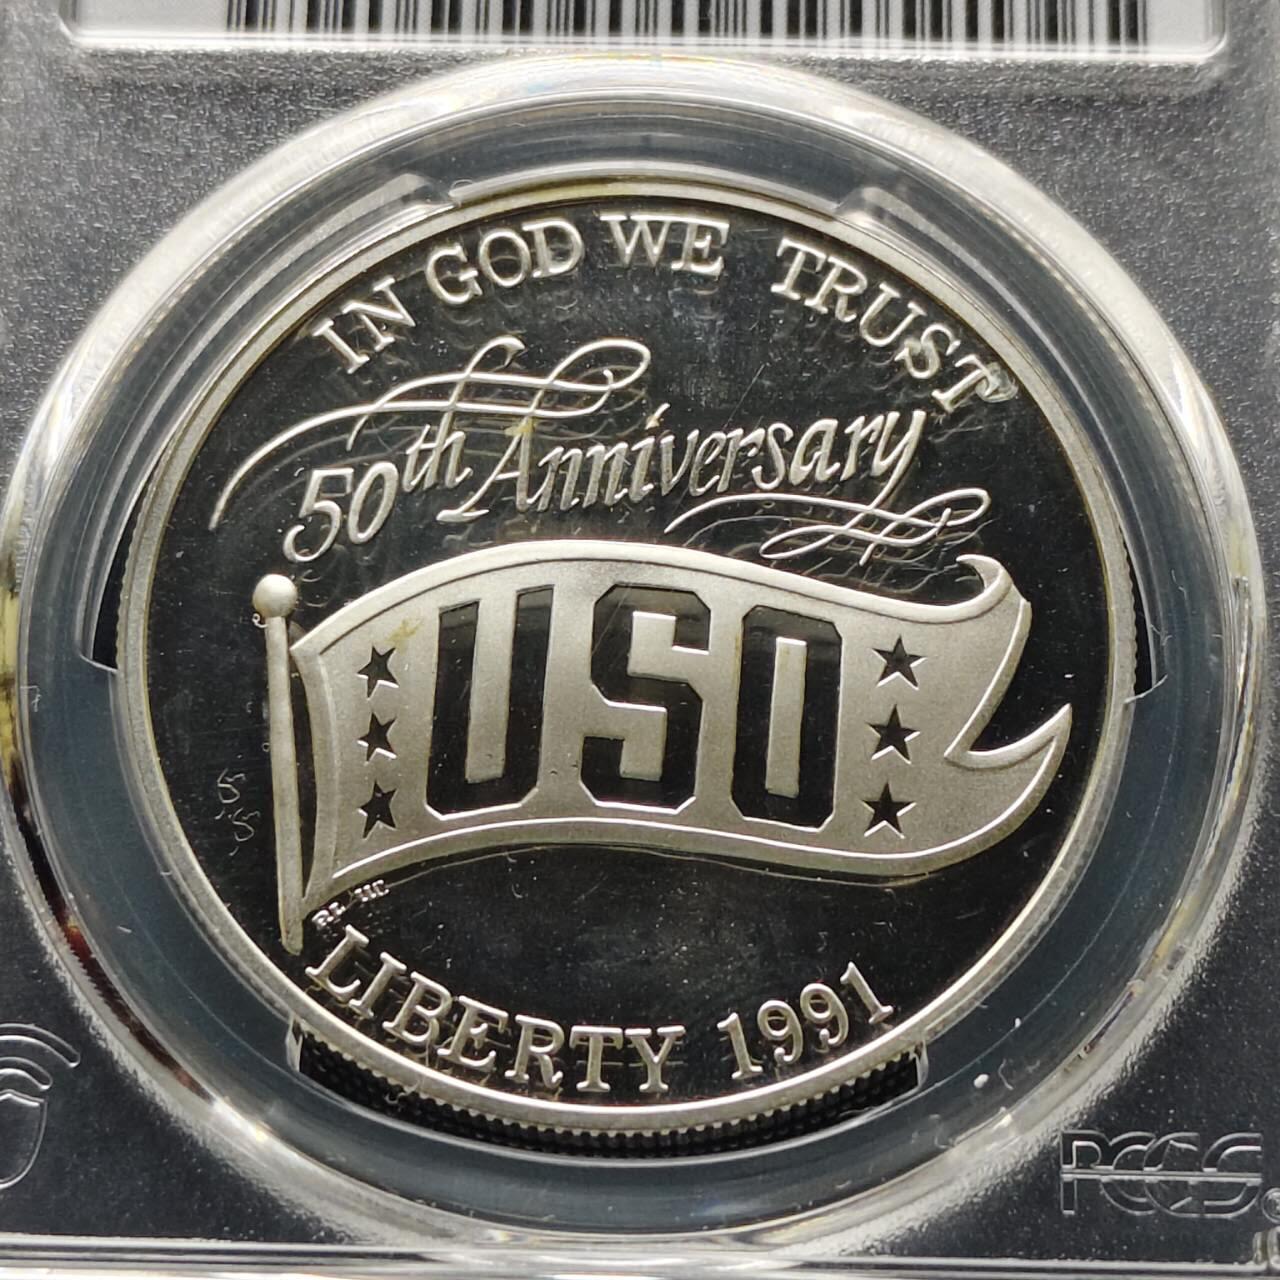 IN GOD WE TRUST
50th Anniversary
USO
LIBERTY 1991
PCGS